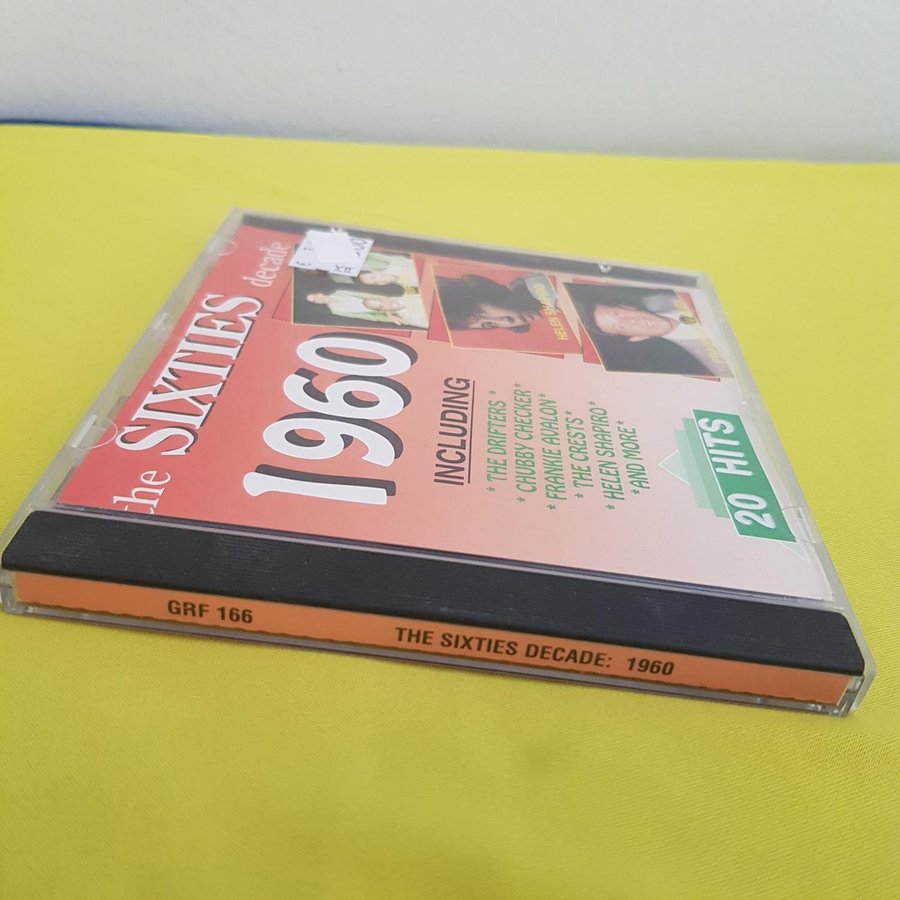 the SIXTIES decade
1960
INCLUDING
* THE DRIFTERS *
* CHUBBY CHECKER *
* FRANKIE AVALON*
* THE CRESTS*
* HELEN SHAPIRO*
*AND MORE*
20 HITS
GRF 166
THE SIXTIES DECADE: 1960